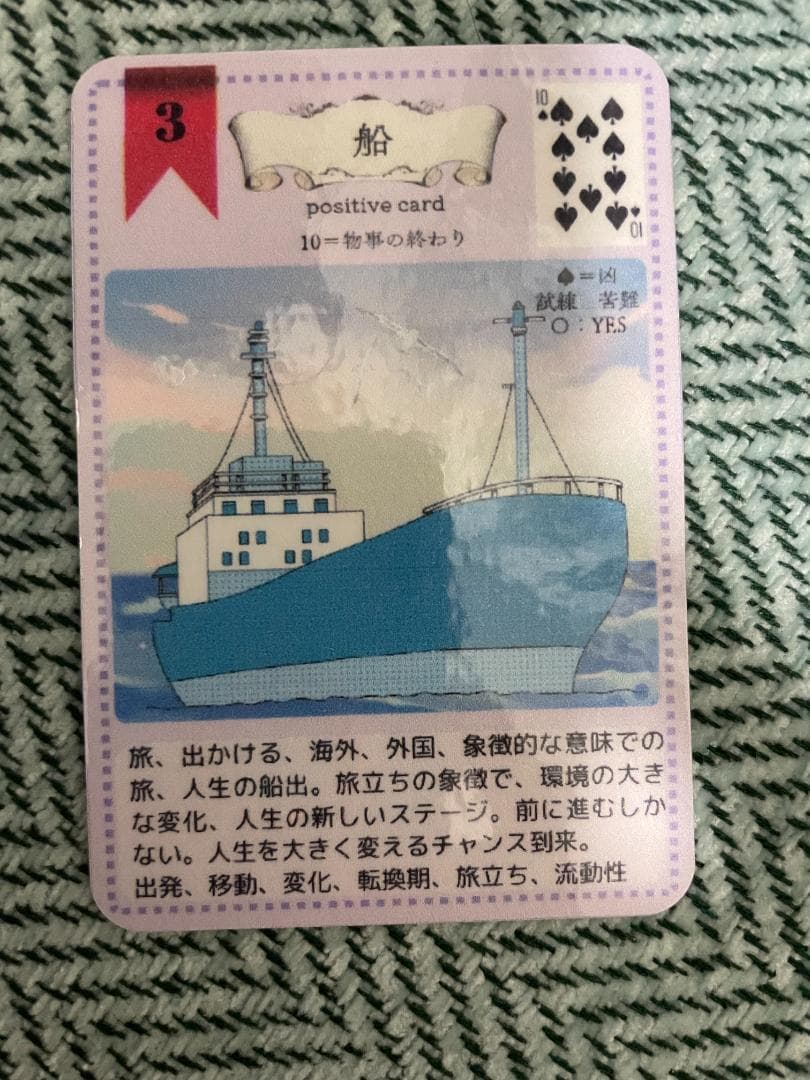 3
船
10
positive card
10=物事の終わり
10
♠=凶
試練 苦難
○:YES
旅、出かける、海外、外国、象徴的な意味での
旅、人生の船出。旅立ちの象徴で、環境の大き
な変化、人生の新しいステージ。前に進むしか
ない。人生を大きく変えるチャンス到来。
出発、移動、変化、転換期、旅立ち、流動性